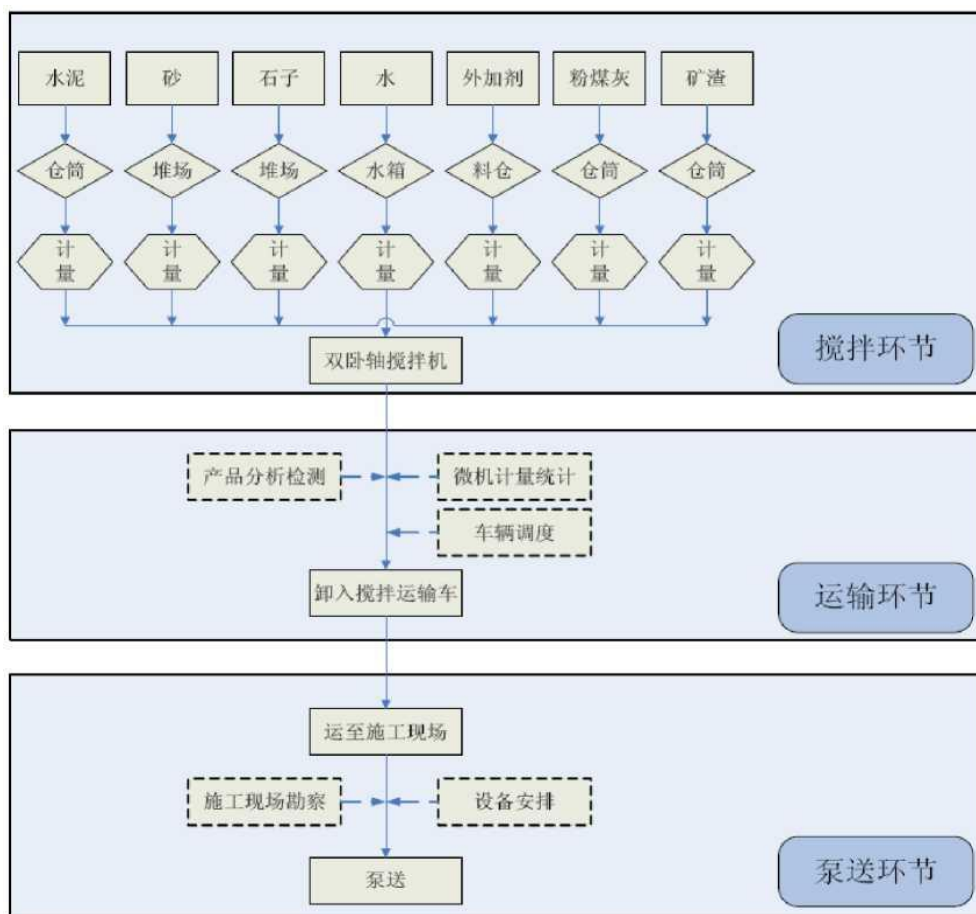 水泥
砂
石子
水
外加剂
粉煤灰
矿渣
仓筒
堆场
堆场
水箱
料仓
仓筒
仓筒
计
量
计
量
计
量
计
量
计
量
计
量
计
量
双卧轴搅拌机
搅拌环节
产品分析检测
微机计量统计
车辆调度
卸入搅拌运输车
运输环节
运至施工现场
施工现场勘察
设备安排
泵送
泵送环节